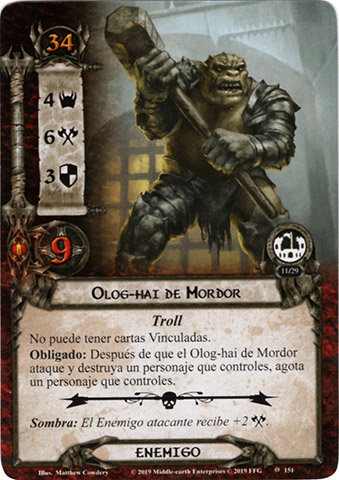 34
4
6
3
9
11/29
Olog-hai de Mordor
Troll
No puede tener cartas Vinculadas.
Obligado: Después de que el Olog-hai de Mordor
ataque y destruya un personaje que controles, agota
un personaje que controles.
Sombra: El Enemigo atacante recibe +2
ENEMIGO
Illus. Matthew Cowdery © 2019 Middle-earth Enterprises © 2019 FFG 151